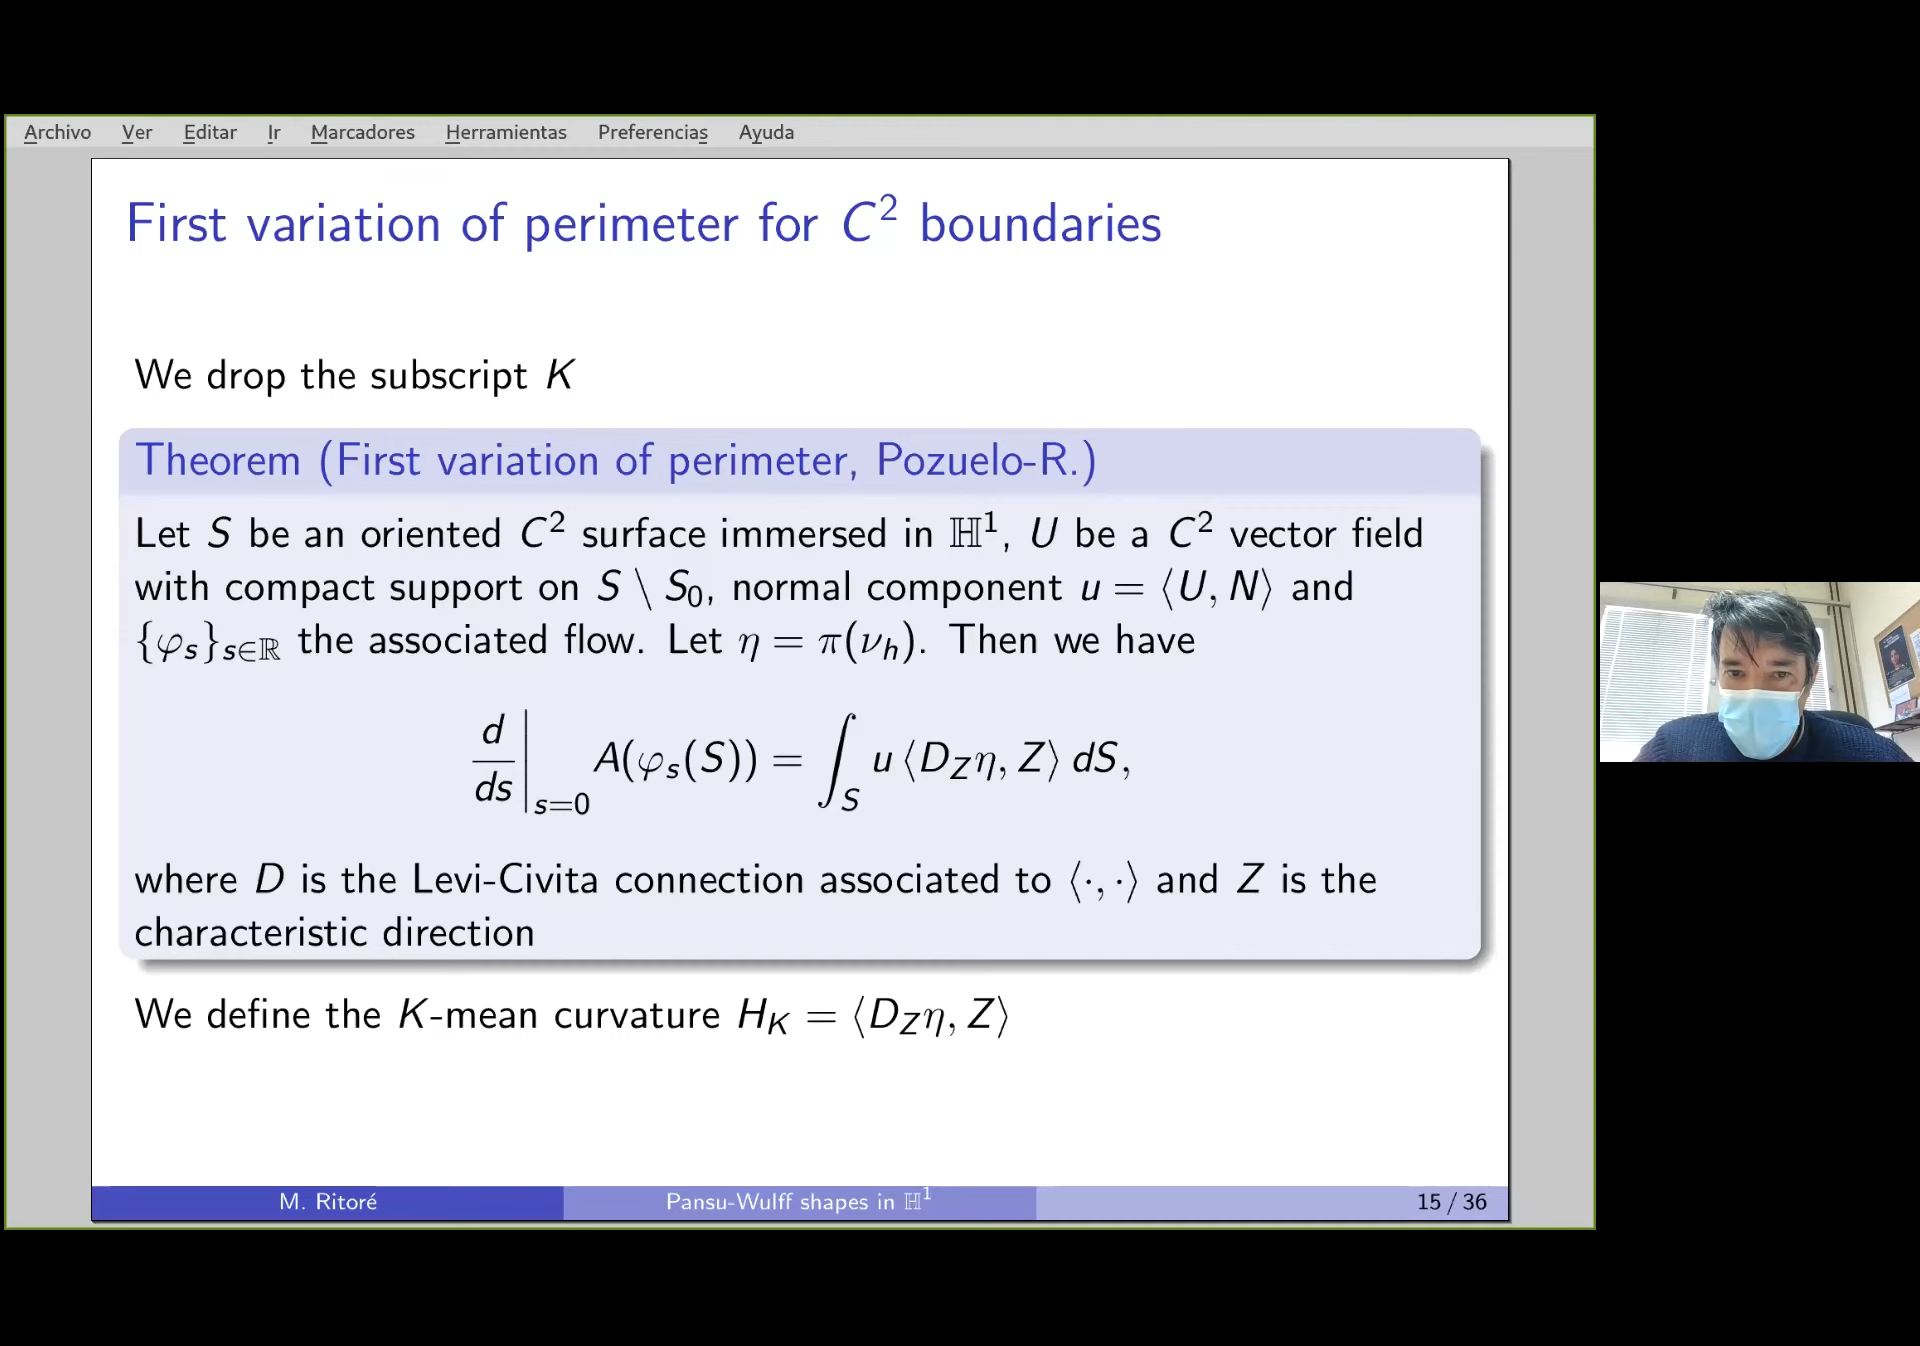 Archivo Ver Editar Ir Marcadores Herramientas Preferencias Ayuda
First variation of perimeter for C² boundaries
We drop the subscript K
Theorem (First variation of perimeter, Pozuelo-R.)
Let S be an oriented C² surface immersed in ℍ¹, U be a C² vector field
with compact support on S \ S₀, normal component u = ⟨U, N⟩ and
{φₛ}ₛ∈ℝ the associated flow. Let η = π(νₕ). Then we have
d/ds|ₛ₌₀ A(φₛ(S)) = ∫_S u ⟨D_Z η, Z⟩ dS,
where D is the Levi-Civita connection associated to ⟨·, ·⟩ and Z is the
characteristic direction
We define the K-mean curvature H_K = ⟨D_Z η, Z⟩
M. Ritoré Pansu-Wulff shapes in ℍ¹ 15 / 36